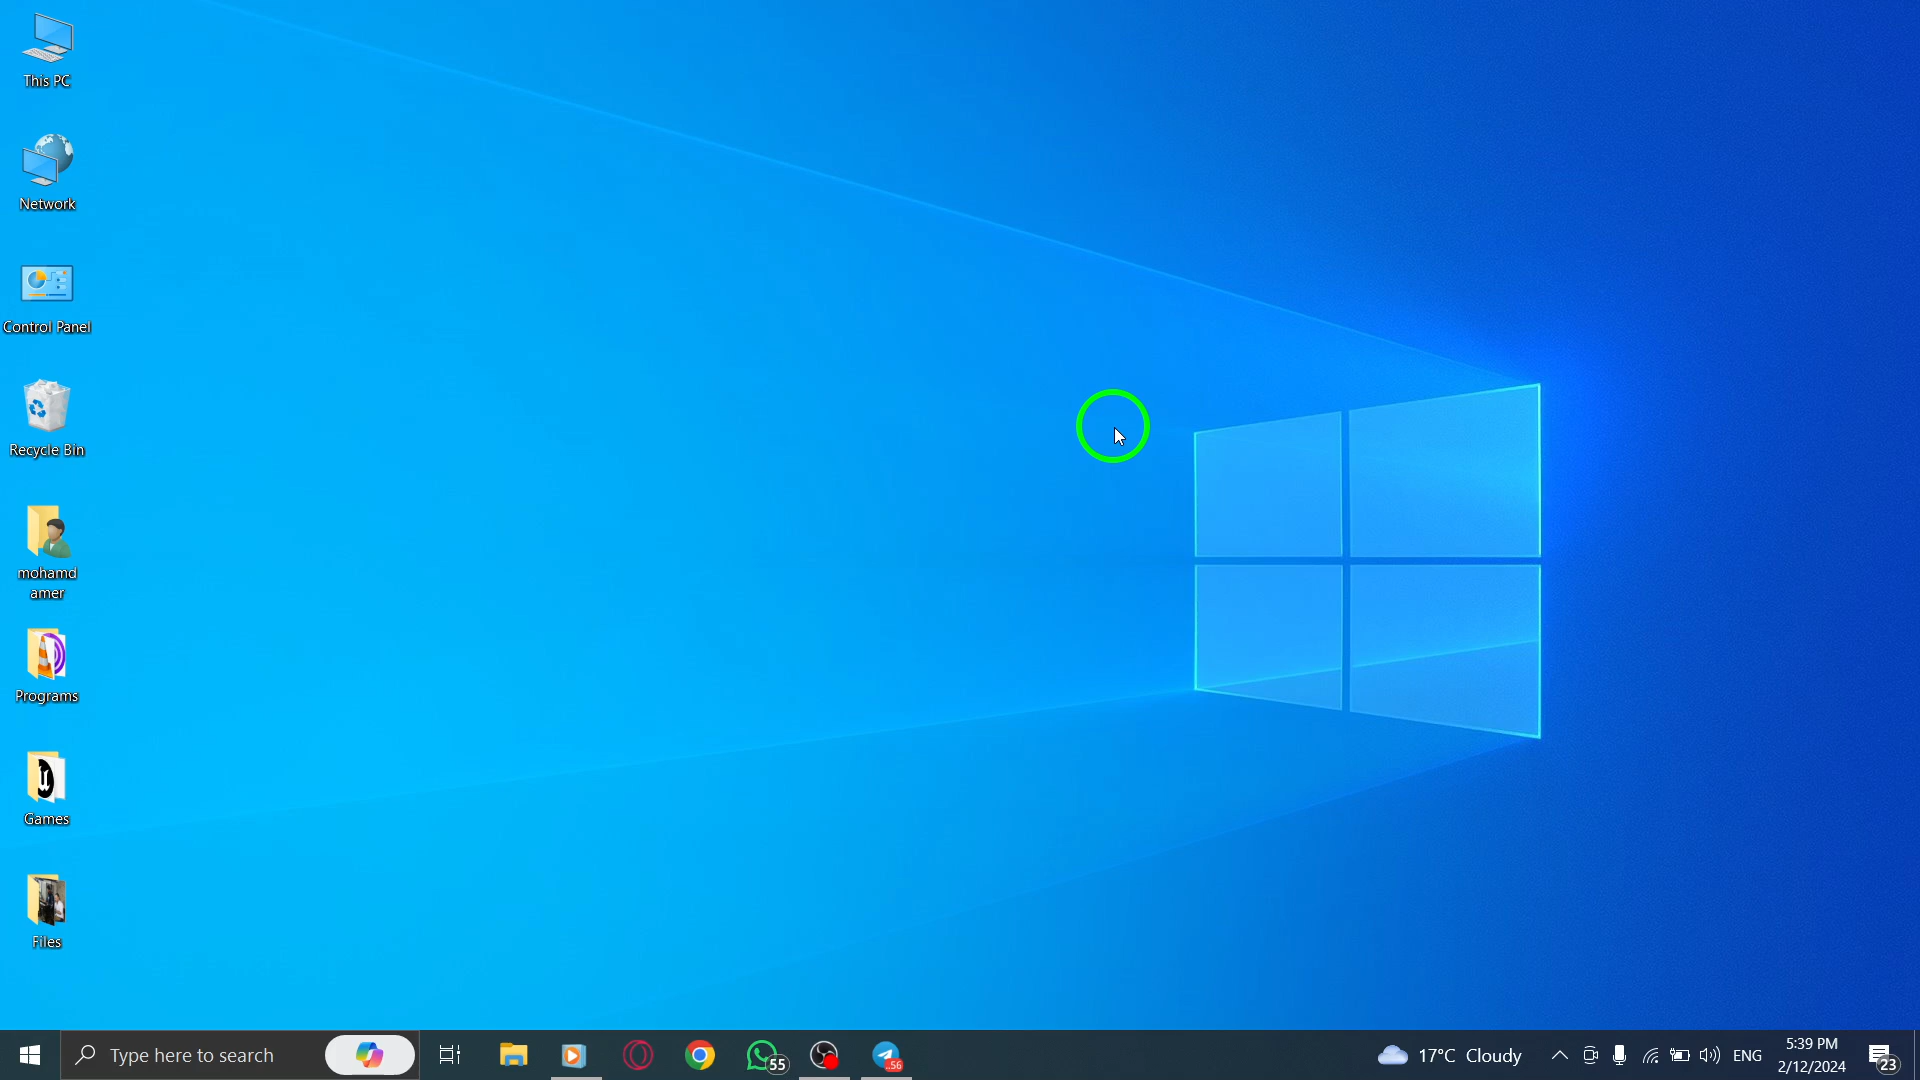 This PC
Network
Control Panel
Recycle Bin
mohamd
amer
Programs
Games
Files
Type here to search
55
..56
17°C Cloudy
ENG
5:39 PM
2/12/2024
23